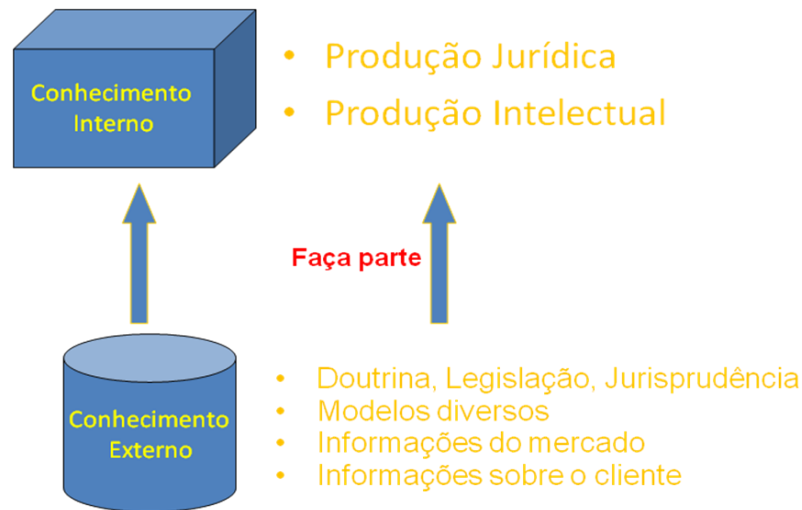 Conhecimento
Interno
• Produção Jurídica
• Produção Intelectual
Faça parte
Conhecimento
Externo
• Doutrina, Legislação, Jurisprudência
• Modelos diversos
• Informações do mercado
• Informações sobre o cliente